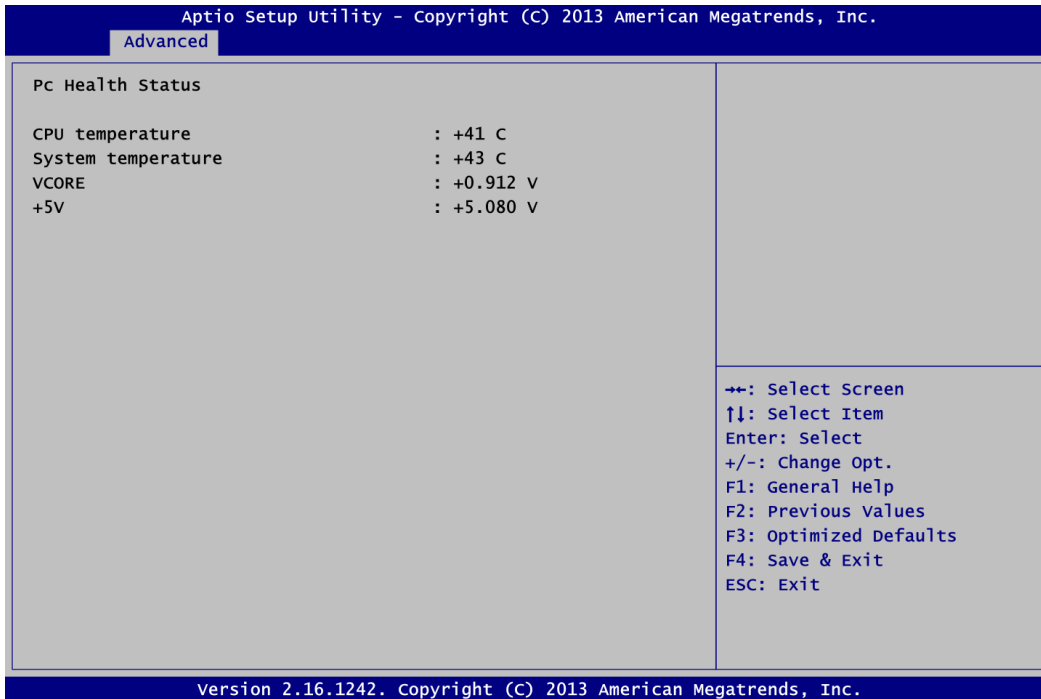 Aptio Setup Utility - Copyright (C) 2013 American Megatrends, Inc.
Advanced
Pc Health Status
CPU temperature : +41 C
System temperature : +43 C
VCORE : +0.912 V
+5V : +5.080 V
→←: Select Screen
↑↓: Select Item
Enter: Select
+/-: Change Opt.
F1: General Help
F2: Previous Values
F3: Optimized Defaults
F4: Save & Exit
ESC: Exit
Version 2.16.1242. Copyright (C) 2013 American Megatrends, Inc.